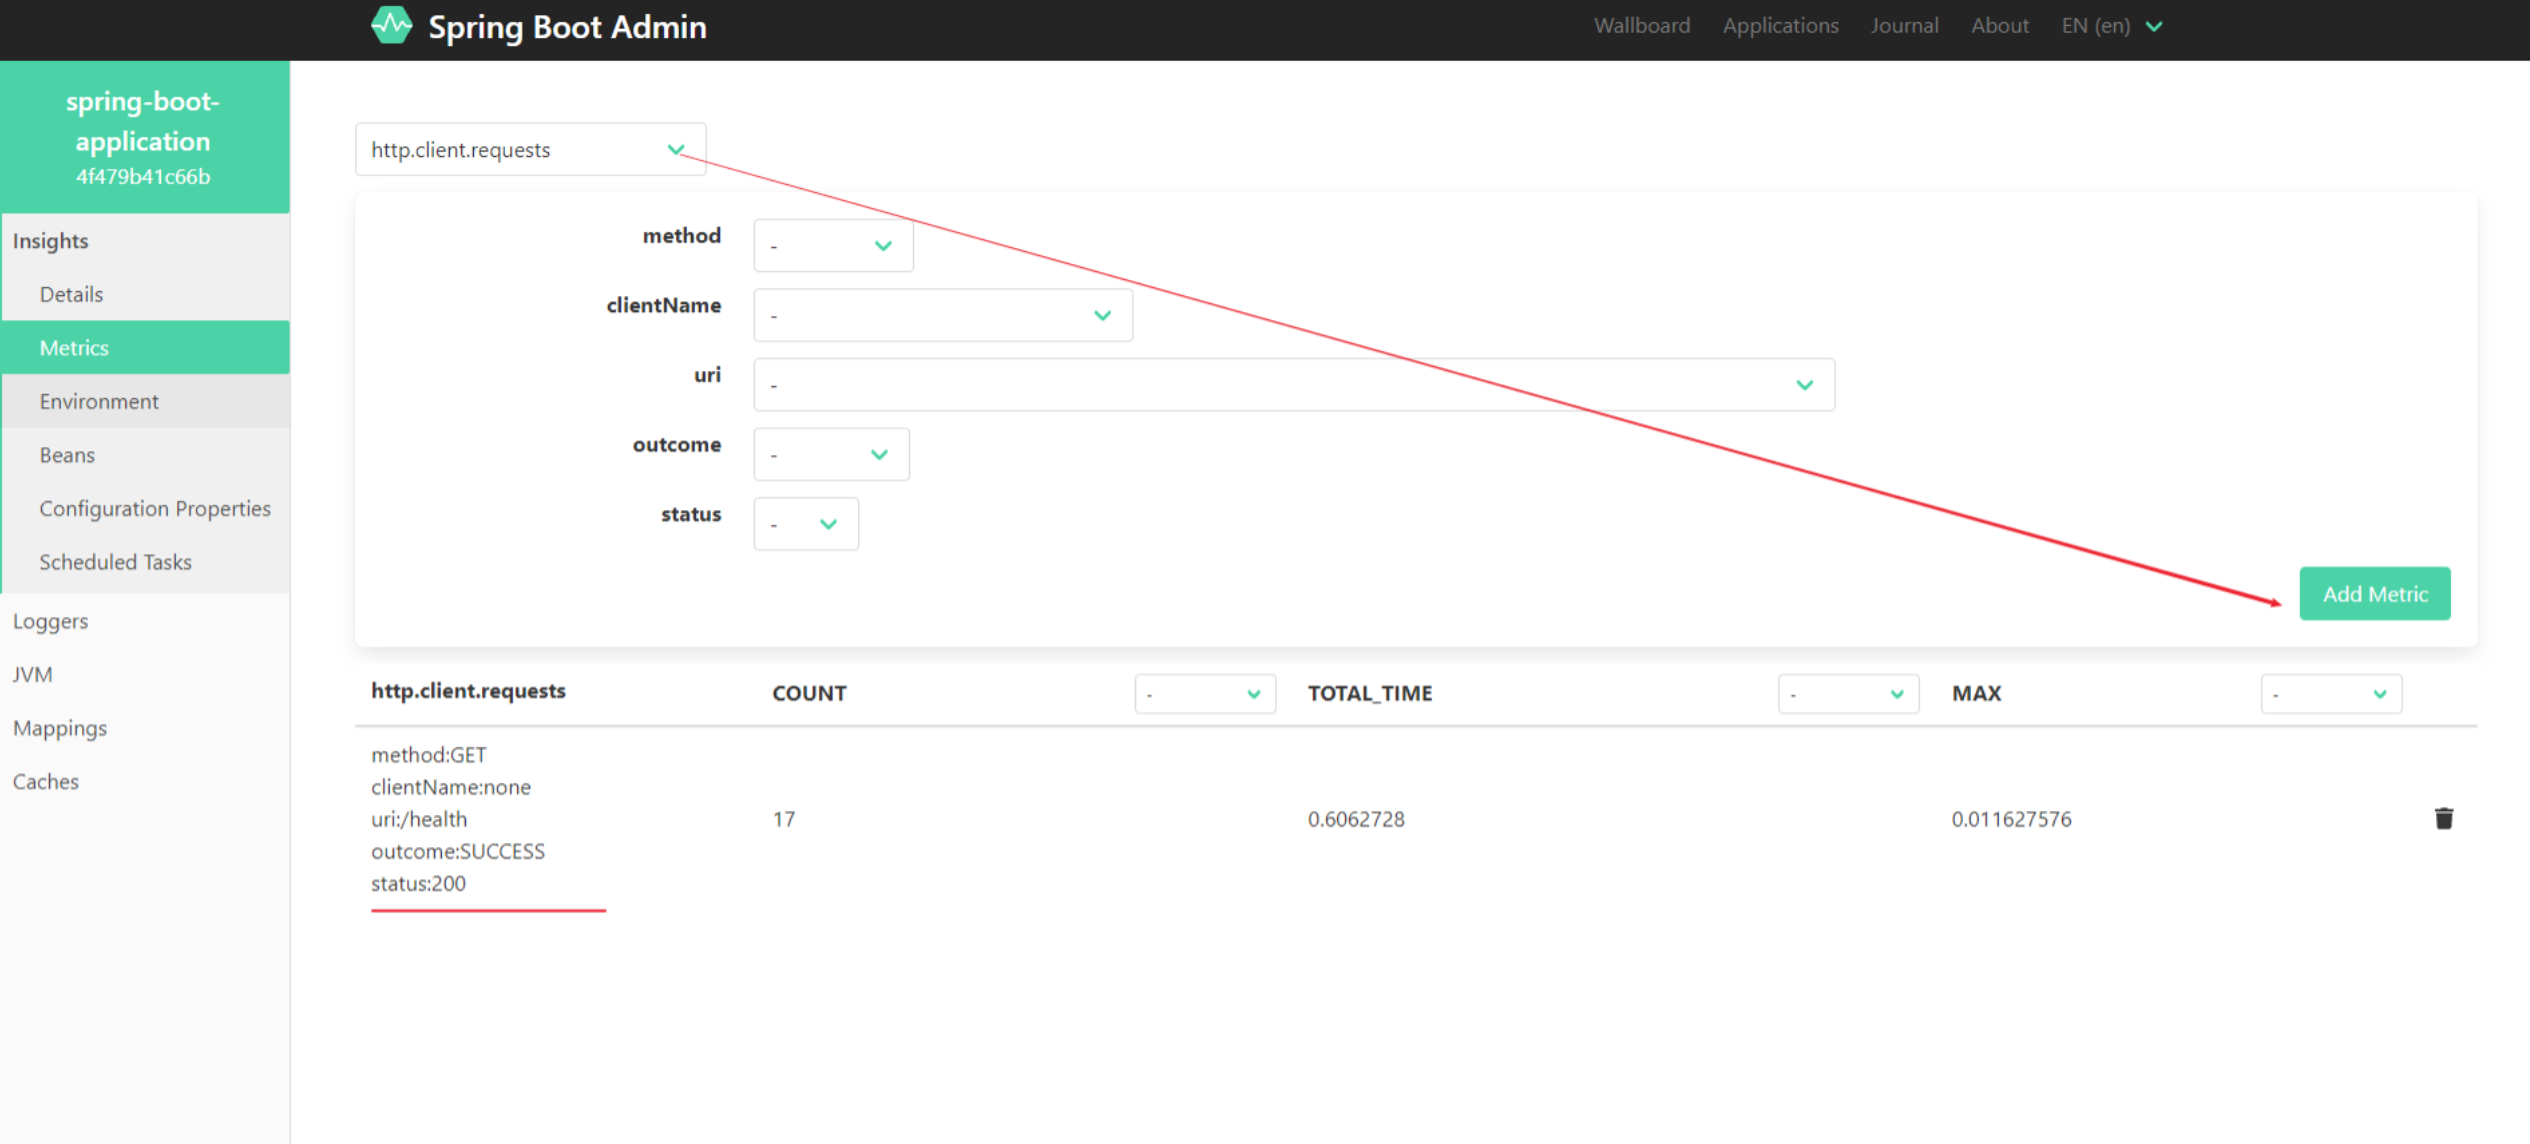 Spring Boot Admin
Wallboard Applications Journal About EN (en)
spring-boot-
application
4f479b41c66b
Insights
Details
Metrics
Environment
Beans
Configuration Properties
Scheduled Tasks
Loggers
JVM
Mappings
Caches
http.client.requests
method -
clientName -
uri -
outcome -
status -
Add Metric
http.client.requests COUNT - TOTAL_TIME - MAX -
method:GET
clientName:none
uri:/health 17 0.6062728 0.011627576
outcome:SUCCESS
status:200